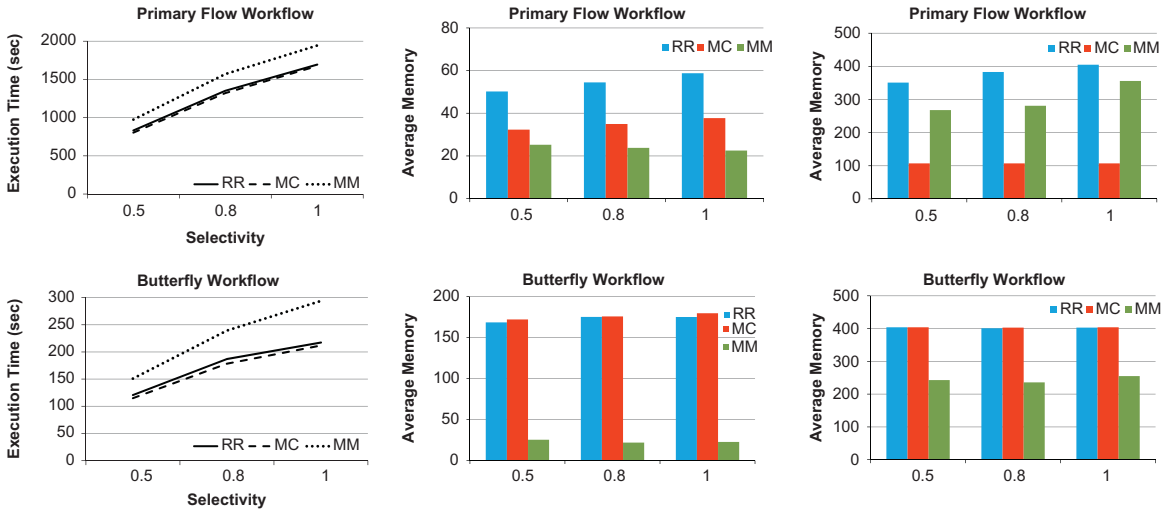 Primary Flow Workflow
Execution Time (sec)
2000
1500
1000
500
0
RR MC MM
0.5 0.8 1
Selectivity
Primary Flow Workflow
Average Memory
80
60
40
20
0
RR MC MM
0.5 0.8 1
Primary Flow Workflow
Average Memory
500
400
300
200
100
0
RR MC MM
0.5 0.8 1
Butterfly Workflow
Execution Time (sec)
300
250
200
150
100
50
0
RR MC MM
0.5 0.8 1
Selectivity
Butterfly Workflow
Average Memory
200
150
100
50
0
RR
MC
MM
0.5 0.8 1
Butterfly Workflow
Average Memory
500
400
300
200
100
0
RR MC MM
0.5 0.8 1